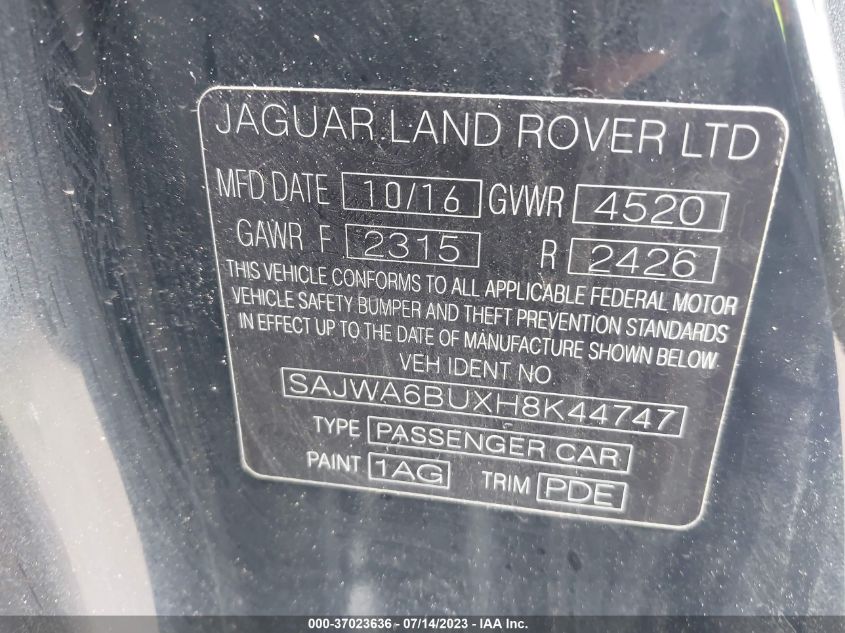 JAGUAR LAND ROVER LTD
MFD DATE 10/16 GVWR 4520
GAWR F 2315 R 2426
THIS VEHICLE CONFORMS TO ALL APPLICABLE FEDERAL MOTOR
VEHICLE SAFETY BUMPER AND THEFT PREVENTION STANDARDS
IN EFFECT UP TO THE DATE OF MANUFACTURE SHOWN BELOW
VEH IDENT NO
SAJWA6BUXH8K44747
TYPE PASSENGER CAR
PAINT 1AG TRIM PDE
000-37023636 - 07/14/2023 - IAA Inc.